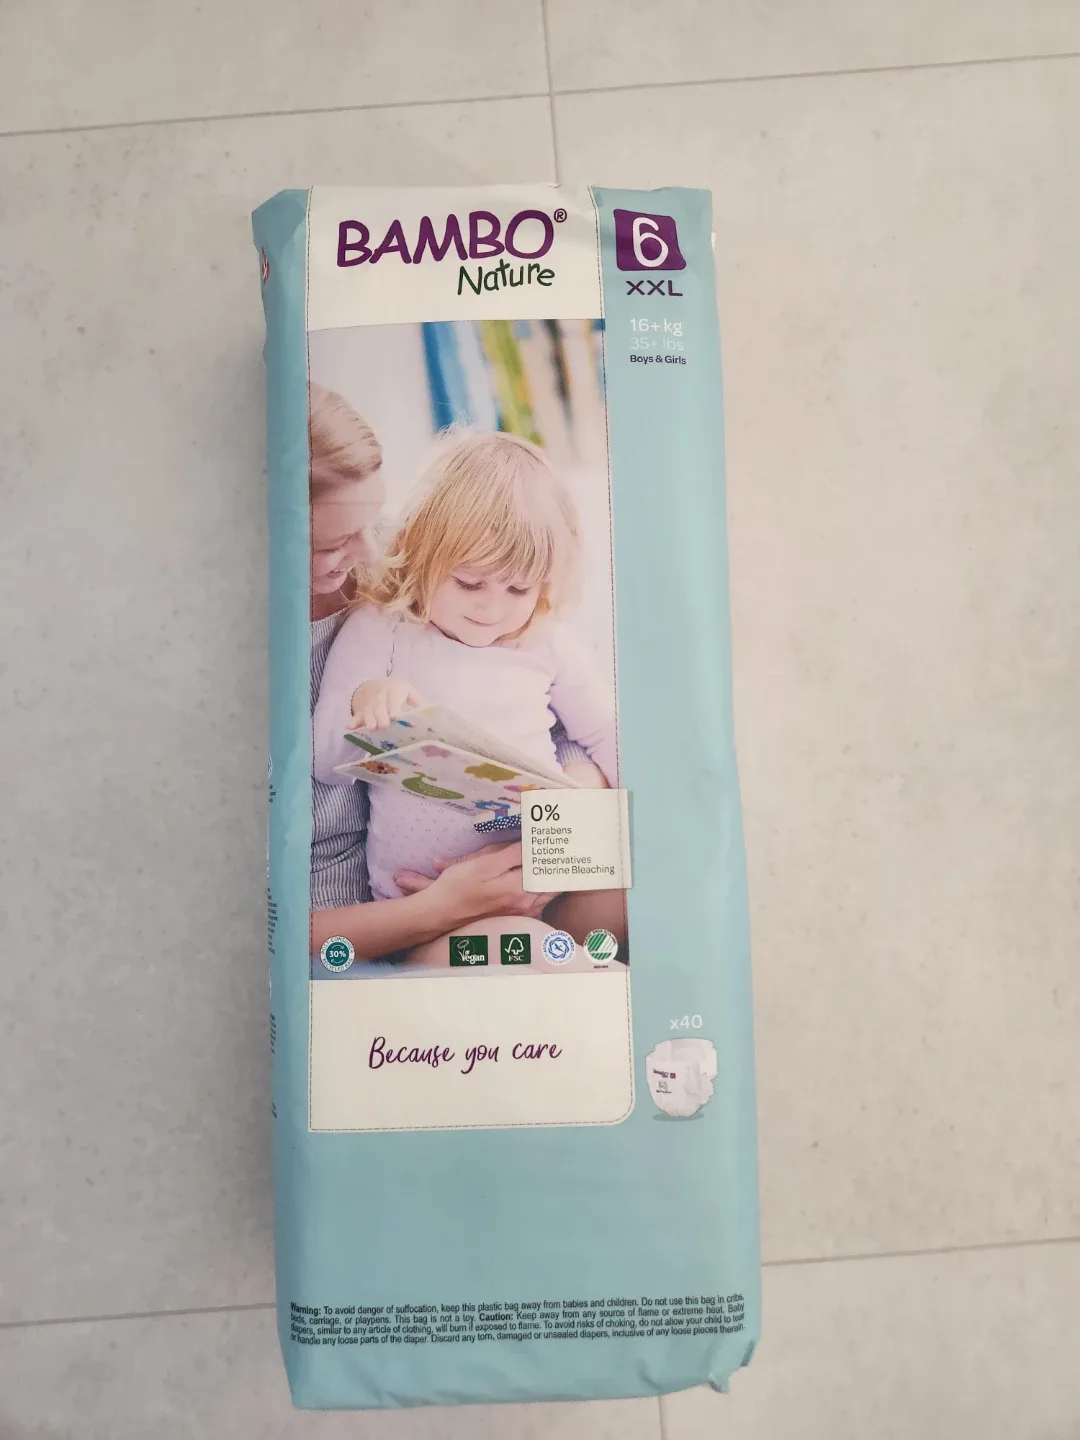 BAMBO®
Nature
6
XXL
16+ kg
35+ lbs
Boys & Girls
0%
Parabens
Perfume
Lotions
Preservatives
Chlorine Bleaching
30%
Vegan
FSC
Because you care
x40
Warning: To avoid danger of suffocation, keep this plastic bag away from babies and children. Do not use this bag in cribs,
beds, carriage, or playpens. This bag is not a toy. Caution: Keep away from any source of flame or extreme heat. Baby
diapers, similar to any article of clothing, will burn if exposed to flame. To avoid risks of choking, do not allow your child to tear
or handle any loose parts of the diaper. Discard any torn, damaged or unsealed diapers, inclusive of any loose pieces therein.